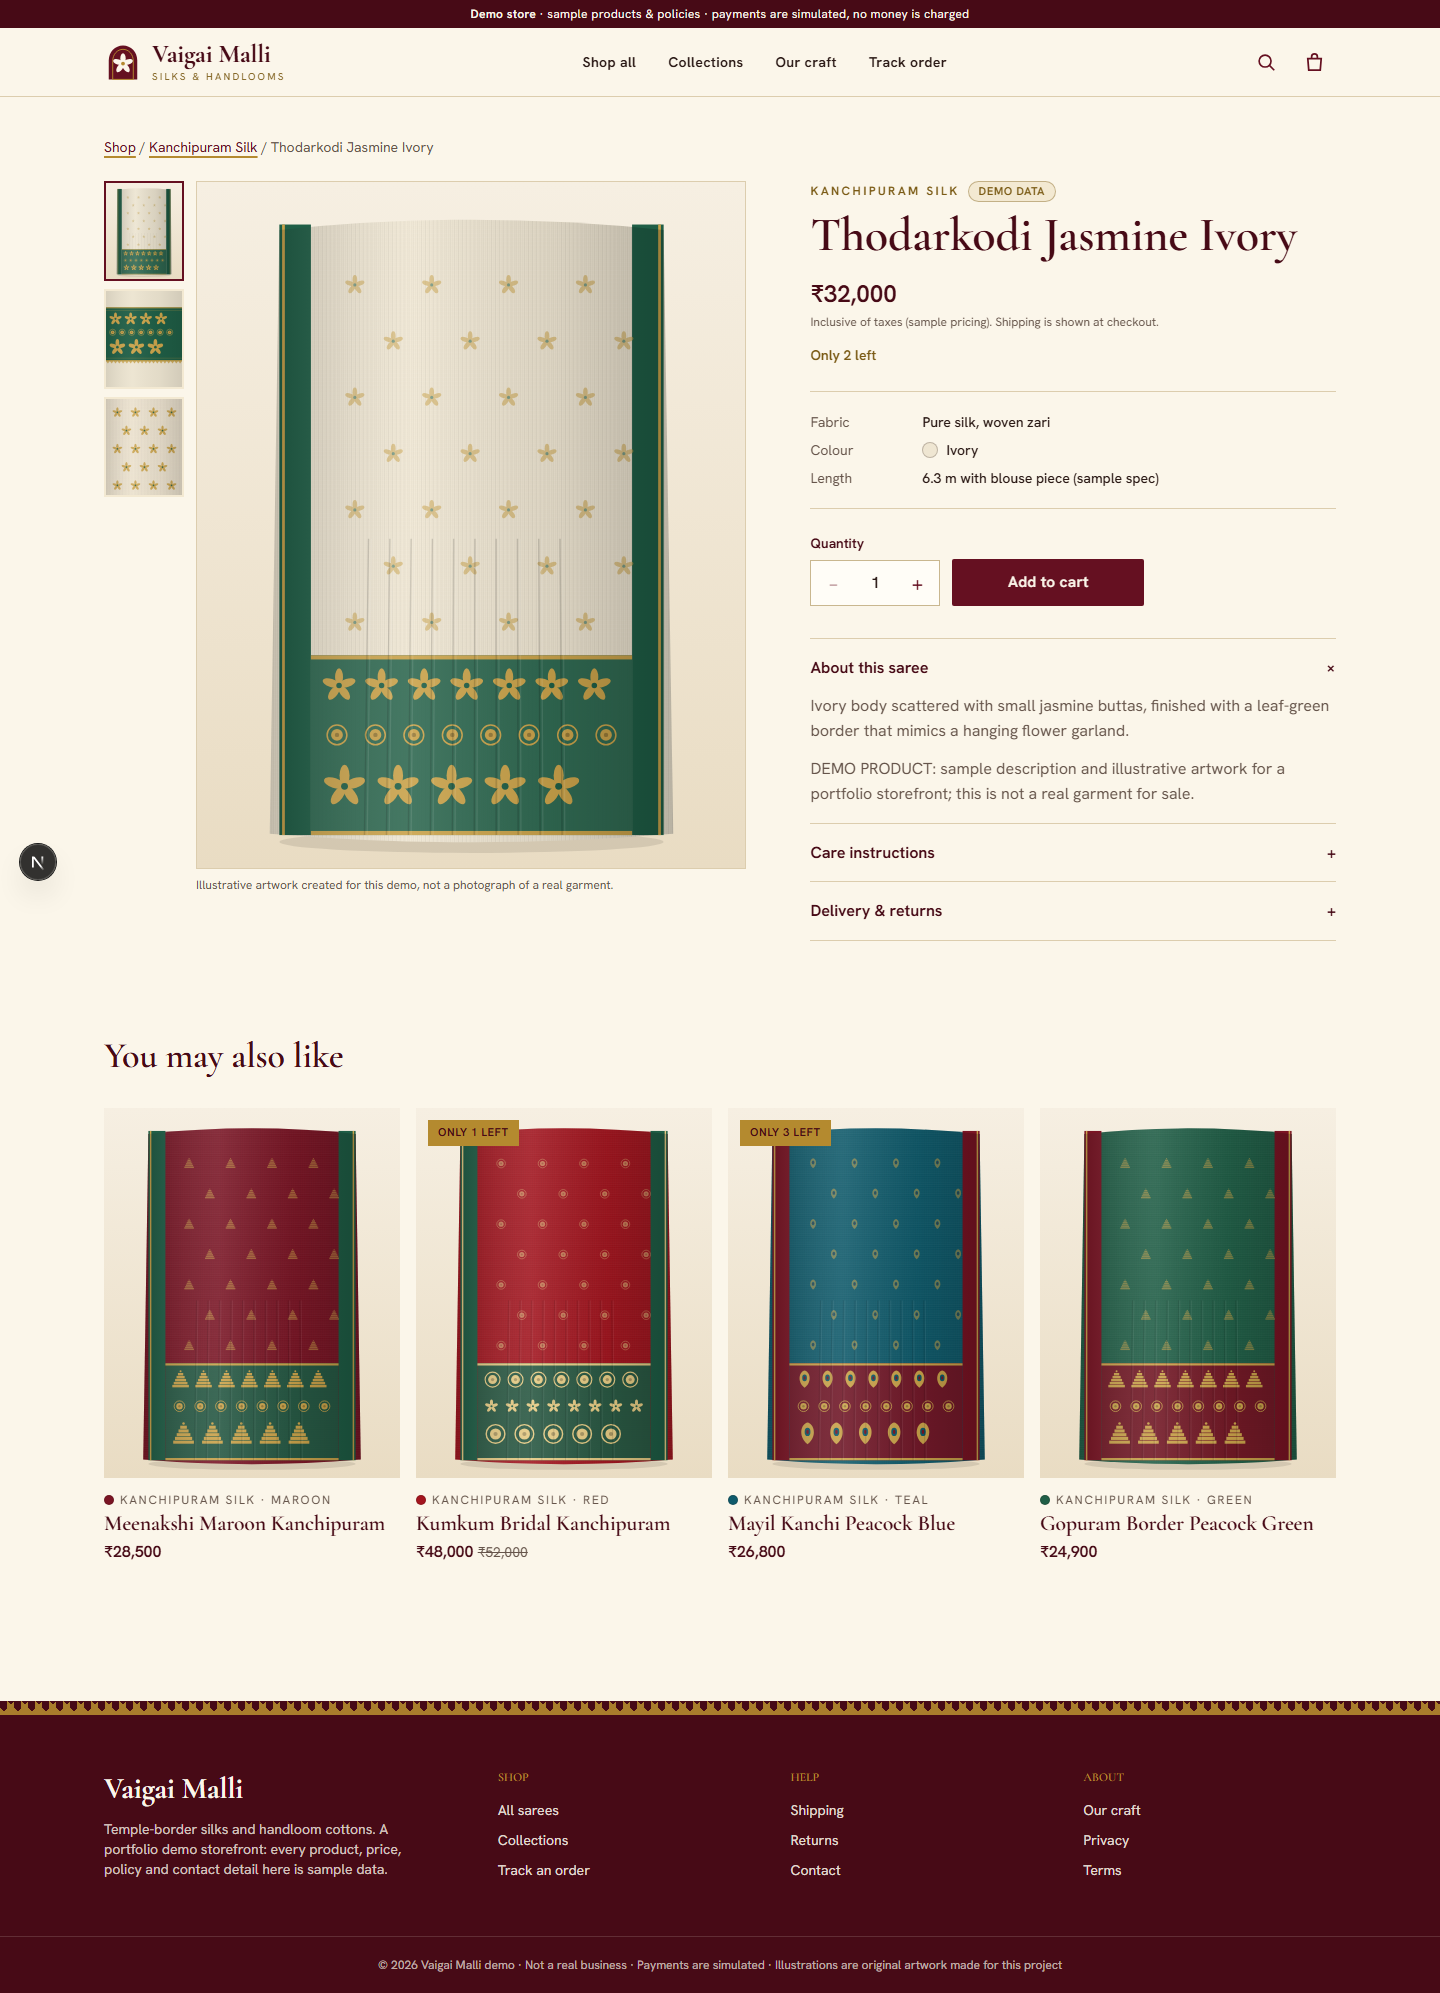 Demo store · sample products & policies · payments are simulated, no money is charged
Vaigai Malli
SILKS & HANDLOOMS
Shop all
Collections
Our craft
Track order
Shop / Kanchipuram Silk / Thodarkodi Jasmine Ivory
KANCHIPURAM SILK
DEMO DATA
Thodarkodi Jasmine Ivory
₹32,000
Inclusive of taxes (sample pricing). Shipping is shown at checkout.
Only 2 left
Fabric
Pure silk, woven zari
Colour
Ivory
Length
6.3 m with blouse piece (sample spec)
Quantity
− 1 +
Add to cart
About this saree
×
Ivory body scattered with small jasmine buttas, finished with a leaf-green
border that mimics a hanging flower garland.
DEMO PRODUCT: sample description and illustrative artwork for a
portfolio storefront; this is not a real garment for sale.
Care instructions
+
Delivery & returns
+
N
Illustrative artwork created for this demo, not a photograph of a real garment.
You may also like
KANCHIPURAM SILK · MAROON
Meenakshi Maroon Kanchipuram
₹28,500
ONLY 1 LEFT
KANCHIPURAM SILK · RED
Kumkum Bridal Kanchipuram
₹48,000 ₹52,000
ONLY 3 LEFT
KANCHIPURAM SILK · TEAL
Mayil Kanchi Peacock Blue
₹26,800
KANCHIPURAM SILK · GREEN
Gopuram Border Peacock Green
₹24,900
Vaigai Malli
Temple-border silks and handloom cottons. A
portfolio demo storefront: every product, price,
policy and contact detail here is sample data.
SHOP
All sarees
Collections
Track an order
HELP
Shipping
Returns
Contact
ABOUT
Our craft
Privacy
Terms
© 2026 Vaigai Malli demo · Not a real business · Payments are simulated · Illustrations are original artwork made for this project